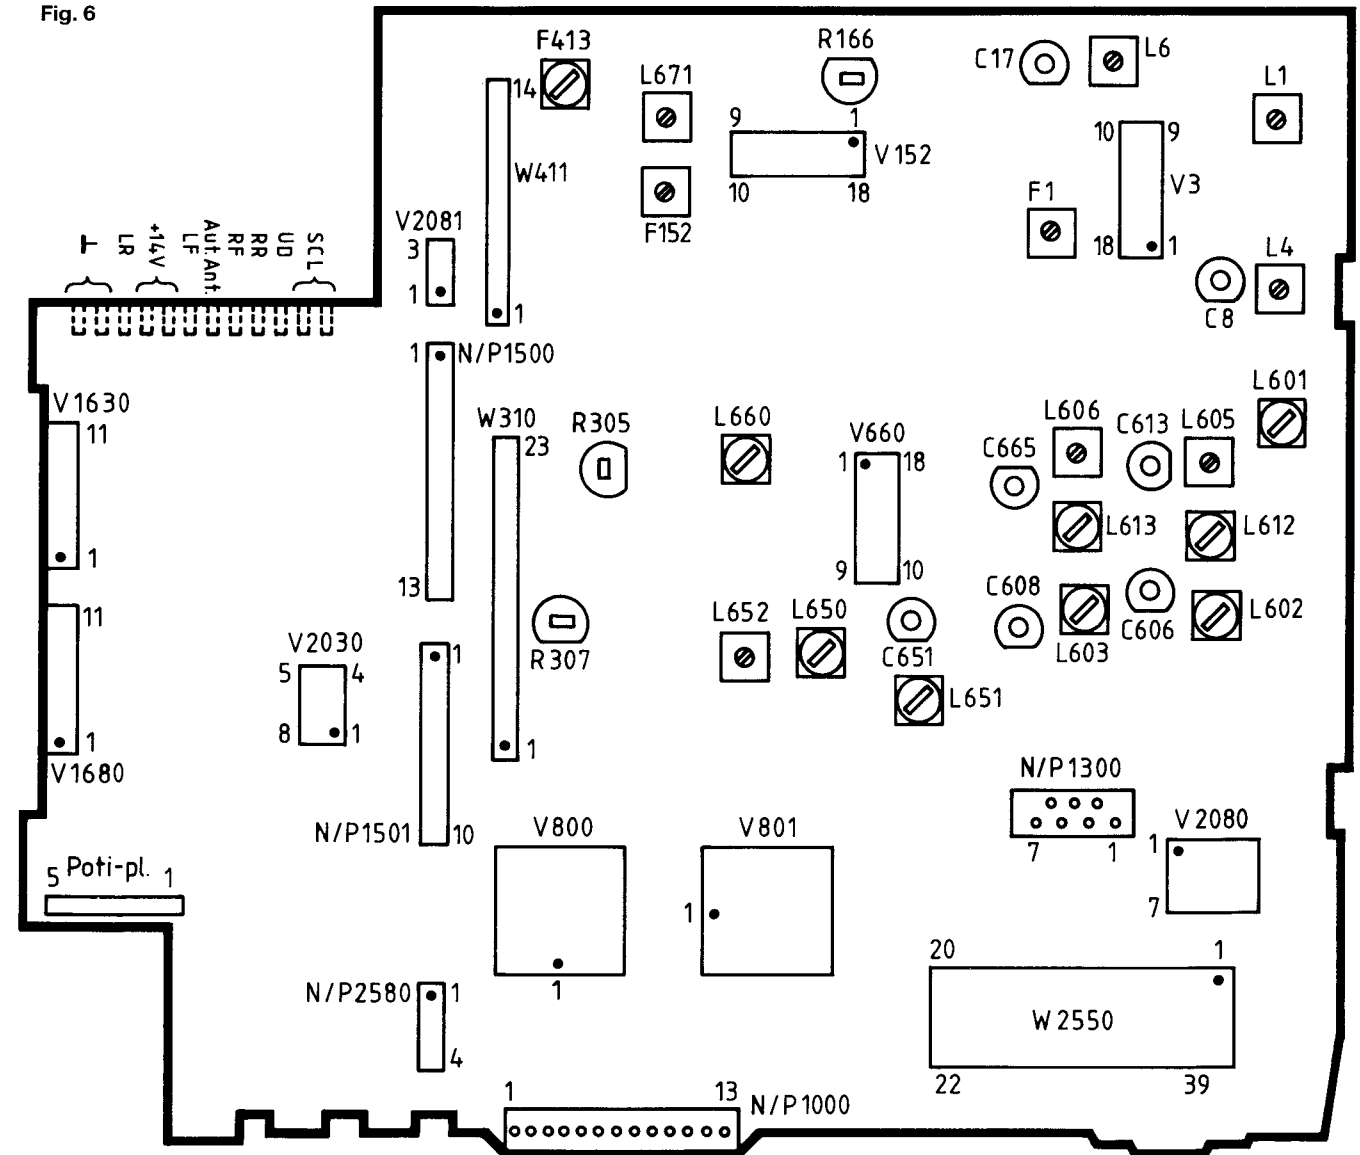 Fig. 6
F413
R166
C17
L6
L671
L1
14
9
1
V152
10
18
10
9
V3
18
1
W411
F152
F1
V2081
3
1
1
L4
C8
⊥
LR
+14V
LF
Aut.Ant.
RF
RR
UD
SCL
1
N/P1500
13
V1630
11
1
W310
23
1
R305
L660
V660
1
18
9
10
C665
L606
C613
L605
L601
L613
L612
11
1
V1680
V2030
5
4
8
1
1
N/P1501
10
R307
L652
L650
C651
L651
C608
L603
C606
L602
N/P1300
7
1
V2080
1
7
V800
1
V801
1
5
Poti-pl.
1
N/P2580
1
4
20
1
W2550
22
39
1
13
N/P1000